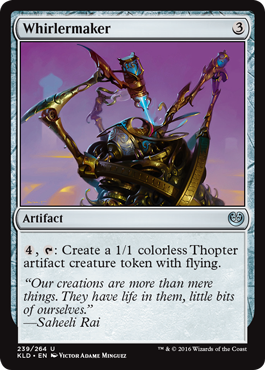 Whirlermaker 3
Artifact
4, T: Create a 1/1 colorless Thopter
artifact creature token with flying.
“Our creations are more than mere
things. They have life in them, little bits
of ourselves.”
—Saheeli Rai
239/264 U
KLD • EN Victor Adame Minguez
™ & © 2016 Wizards of the Coast